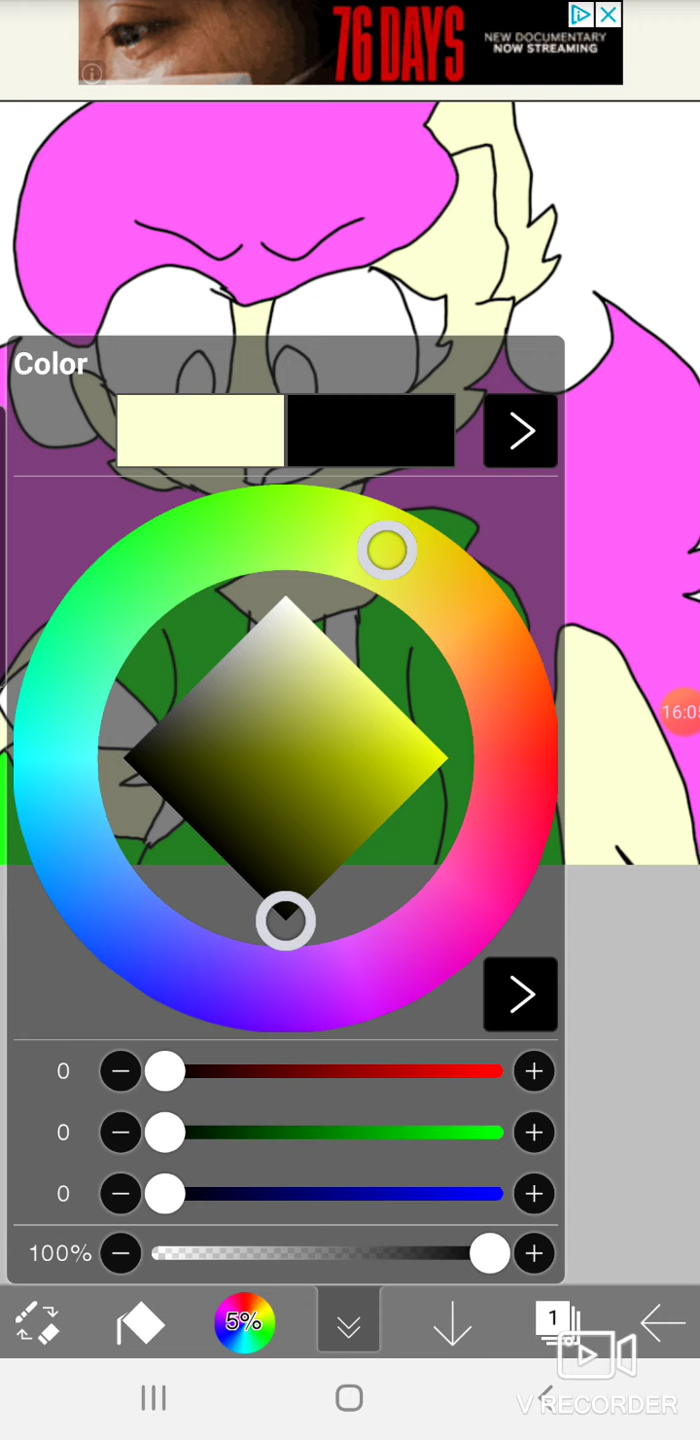 76 DAYS
NEW DOCUMENTARY
NOW STREAMING
Color
16:05
0
0
0
100%
5%
1
V RECORDER